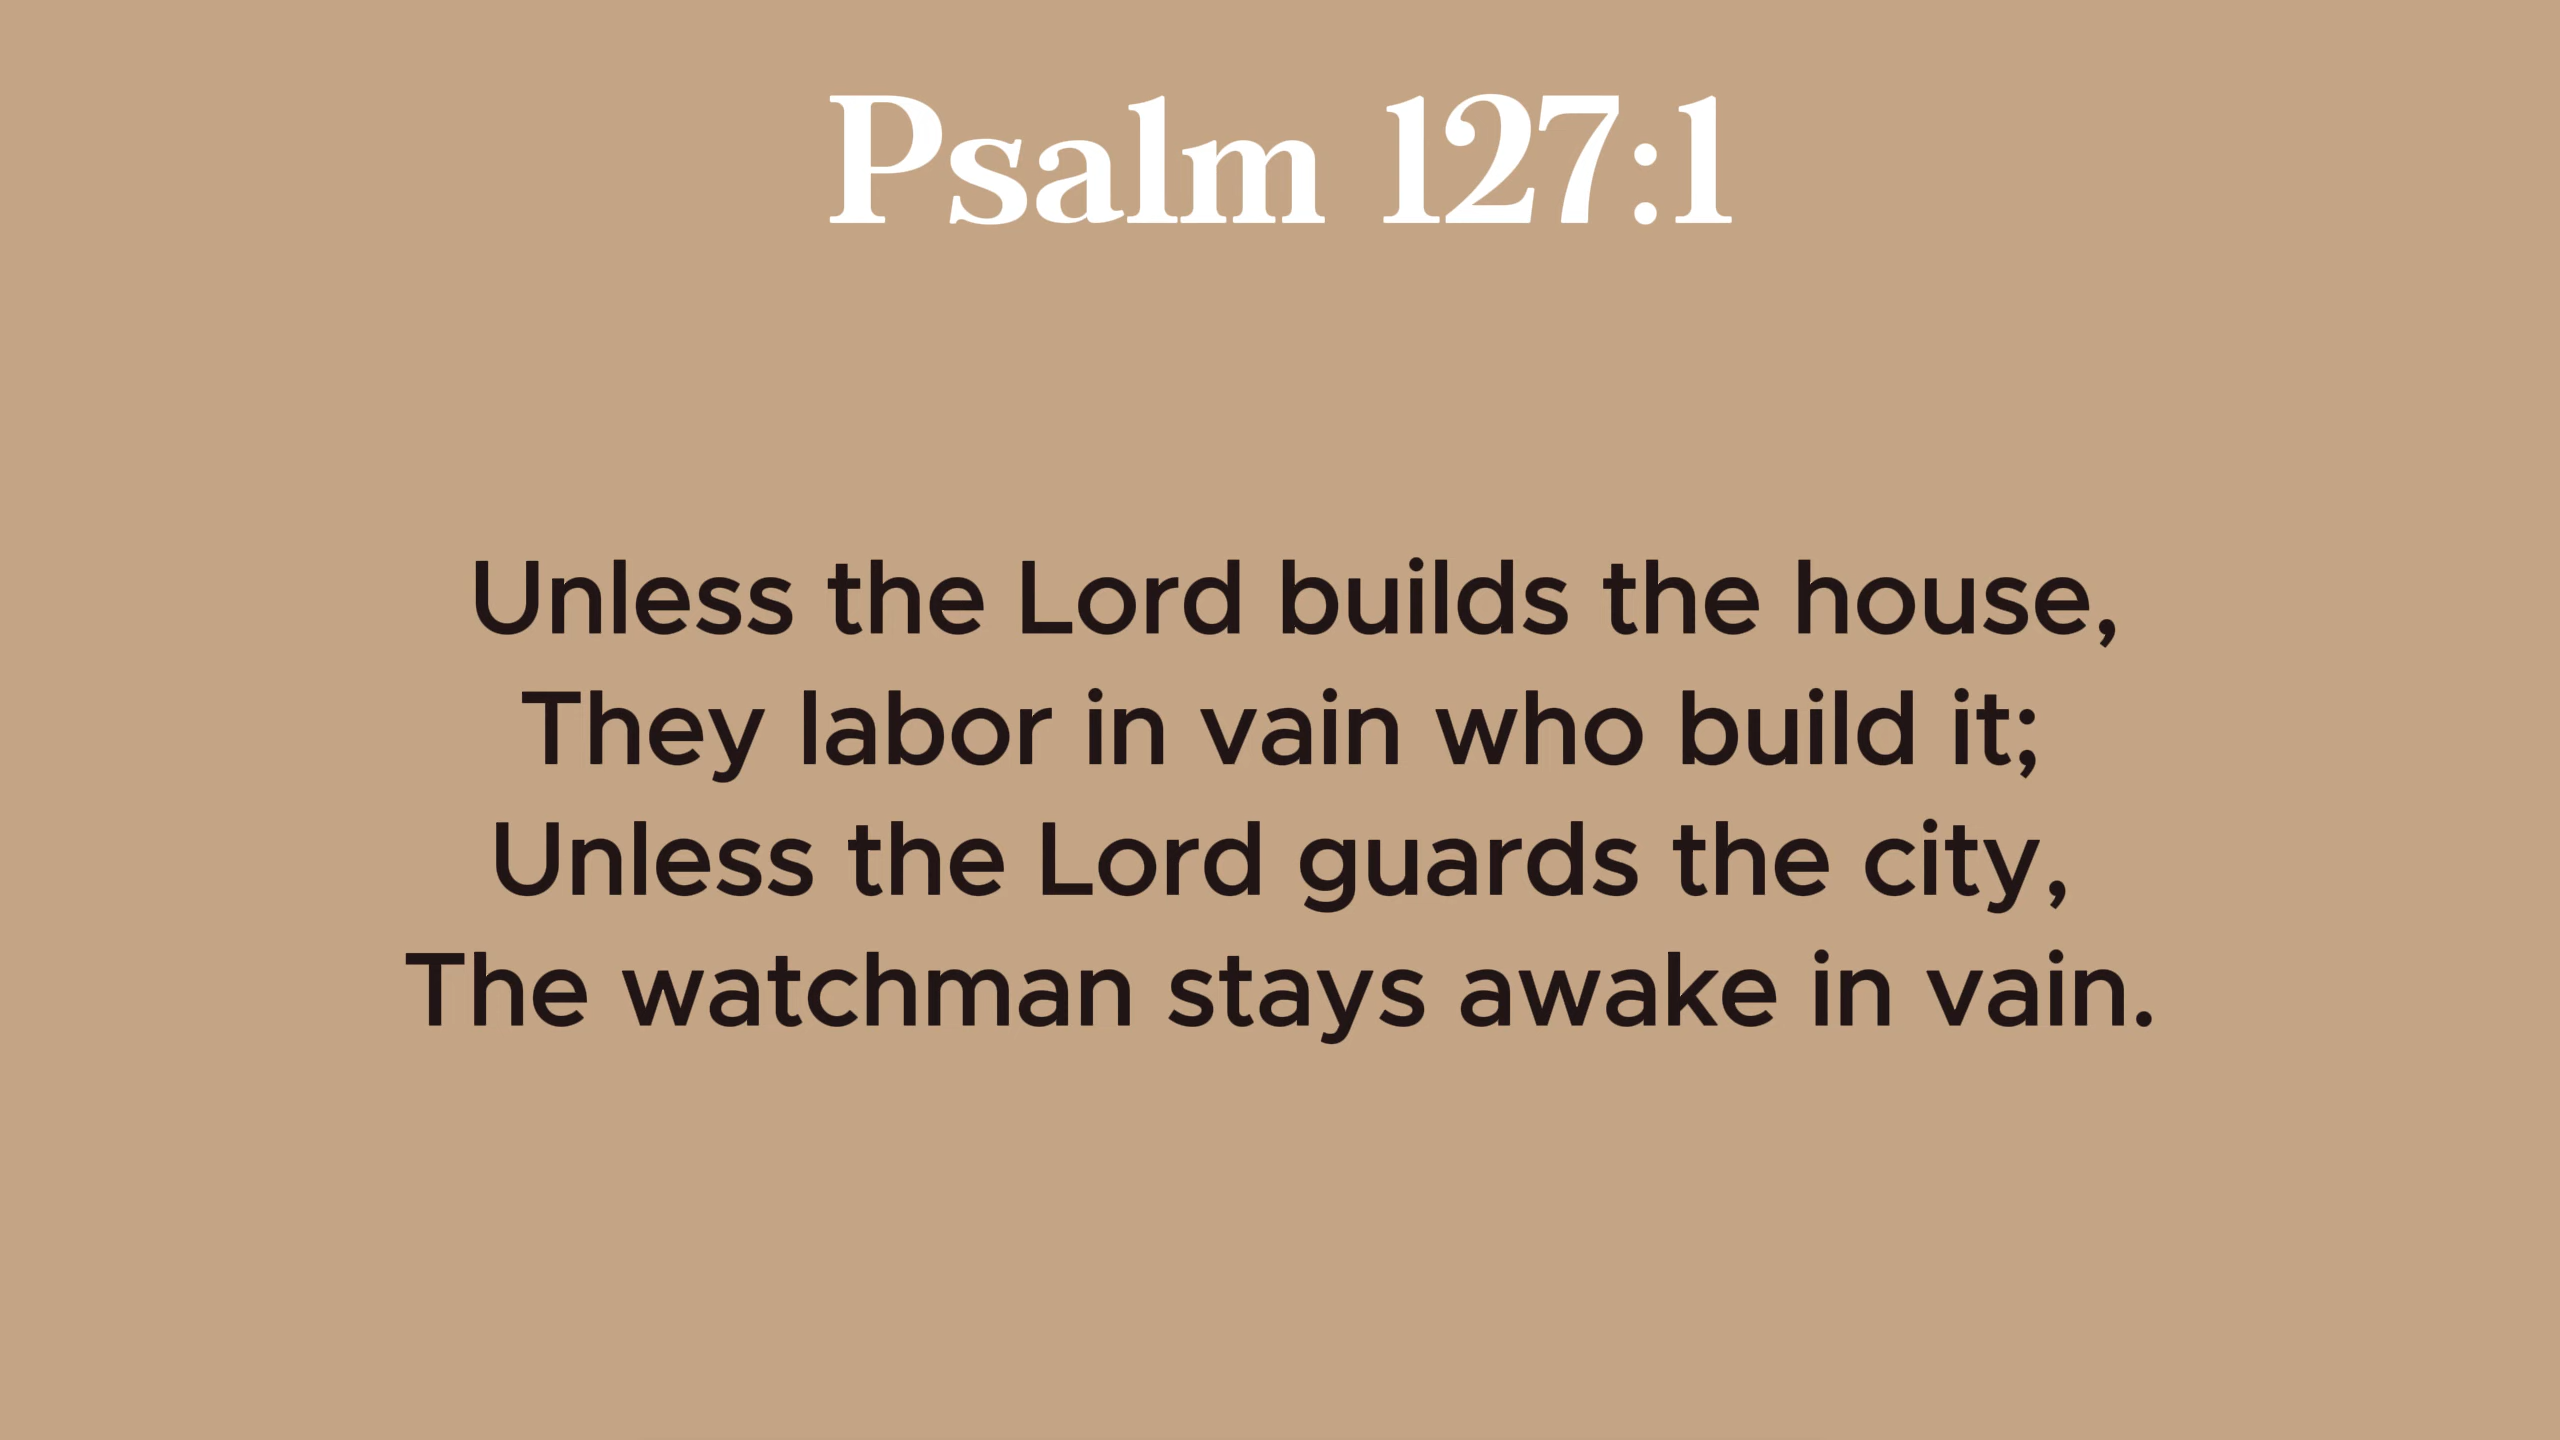 Psalm 127:1
Unless the Lord builds the house,
They labor in vain who build it;
Unless the Lord guards the city,
The watchman stays awake in vain.